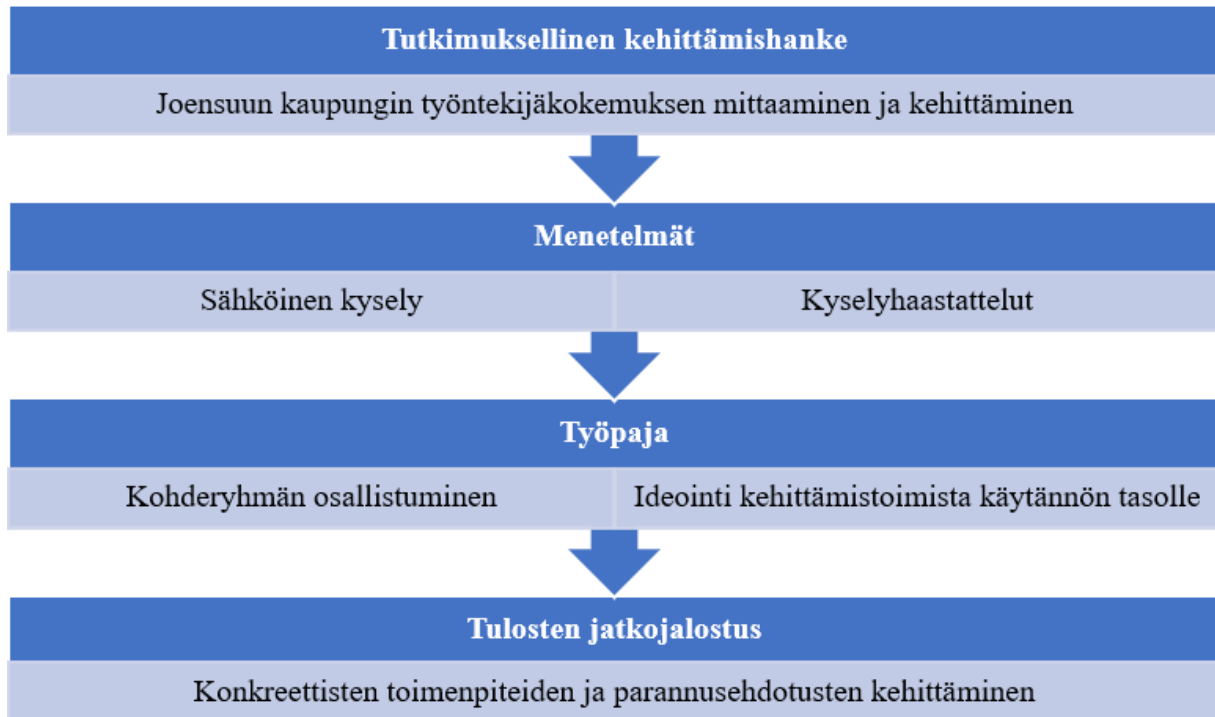 Tutkimuksellinen kehittämishanke
Joensuun kaupungin työntekijäkokemuksen mittaaminen ja kehittäminen
Menetelmät
Sähköinen kysely
Kyselyhaastattelut
Työpaja
Kohderyhmän osallistuminen
Ideointi kehittämistoimista käytännön tasolle
Tulosten jatkojalostus
Konkreettisten toimenpiteiden ja parannusehdotusten kehittäminen